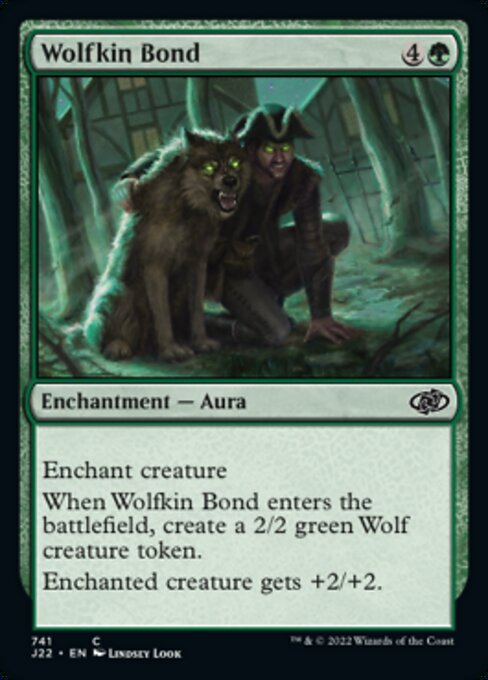 Wolfkin Bond 4
Enchantment — Aura
Enchant creature
When Wolfkin Bond enters the
battlefield, create a 2/2 green Wolf
creature token.
Enchanted creature gets +2/+2.
741 C ™ & © 2022 Wizards of the Coast
J22 • EN Lindsey Look